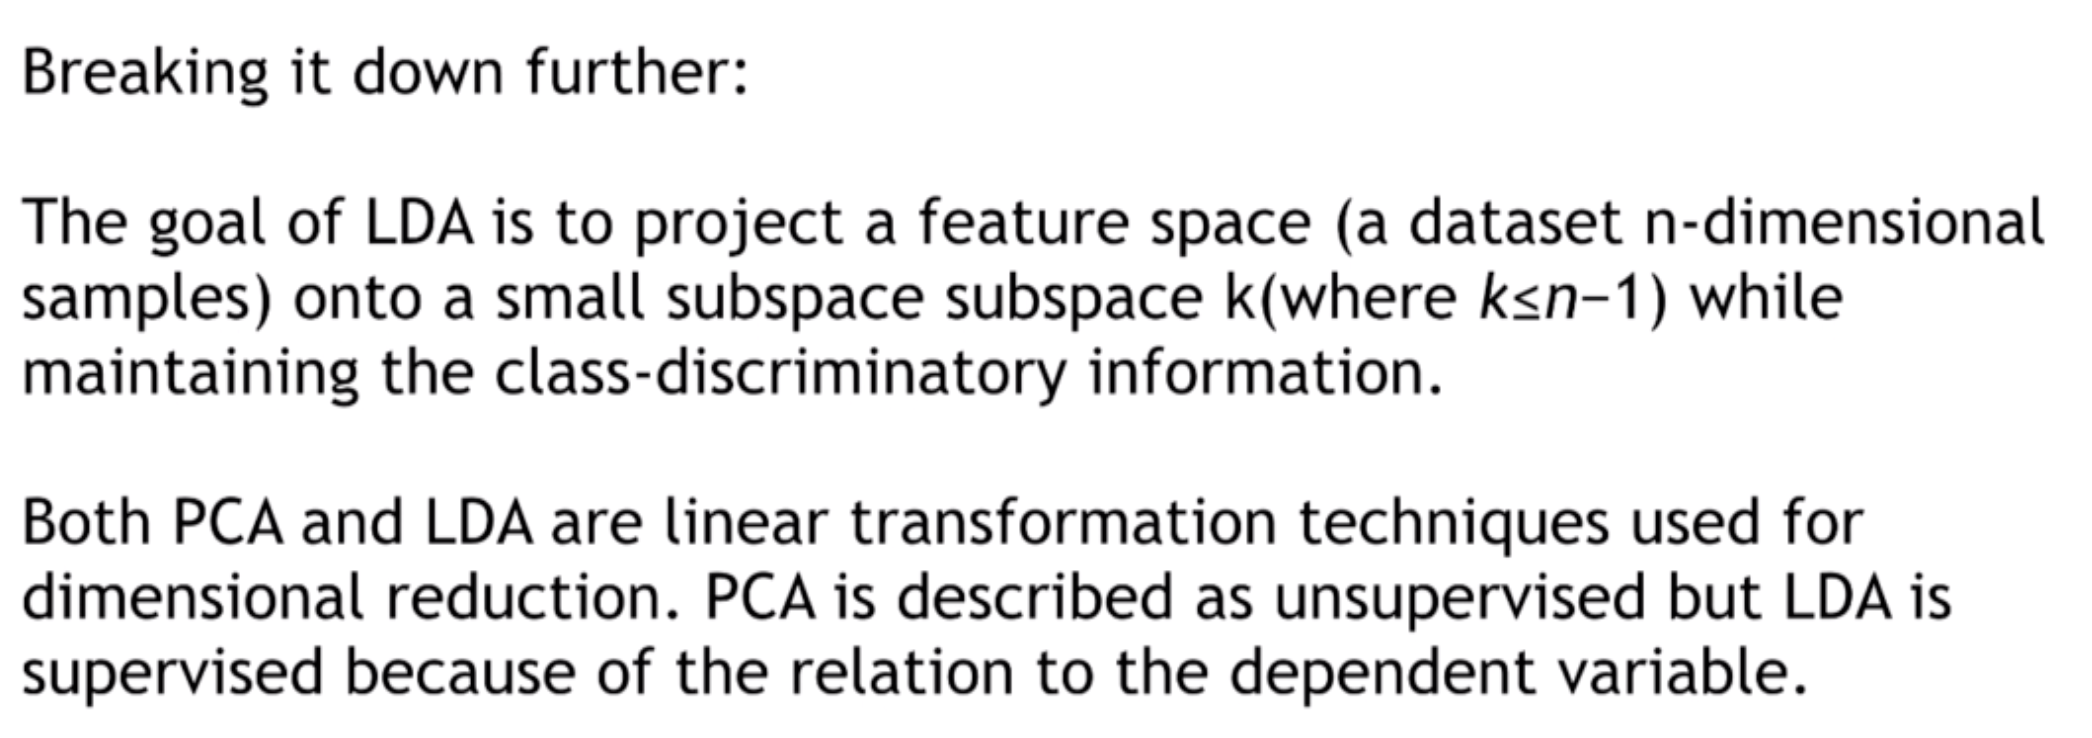 Breaking it down further:
The goal of LDA is to project a feature space (a dataset n-dimensional
samples) onto a small subspace subspace k(where k≤n−1) while
maintaining the class-discriminatory information.
Both PCA and LDA are linear transformation techniques used for
dimensional reduction. PCA is described as unsupervised but LDA is
supervised because of the relation to the dependent variable.